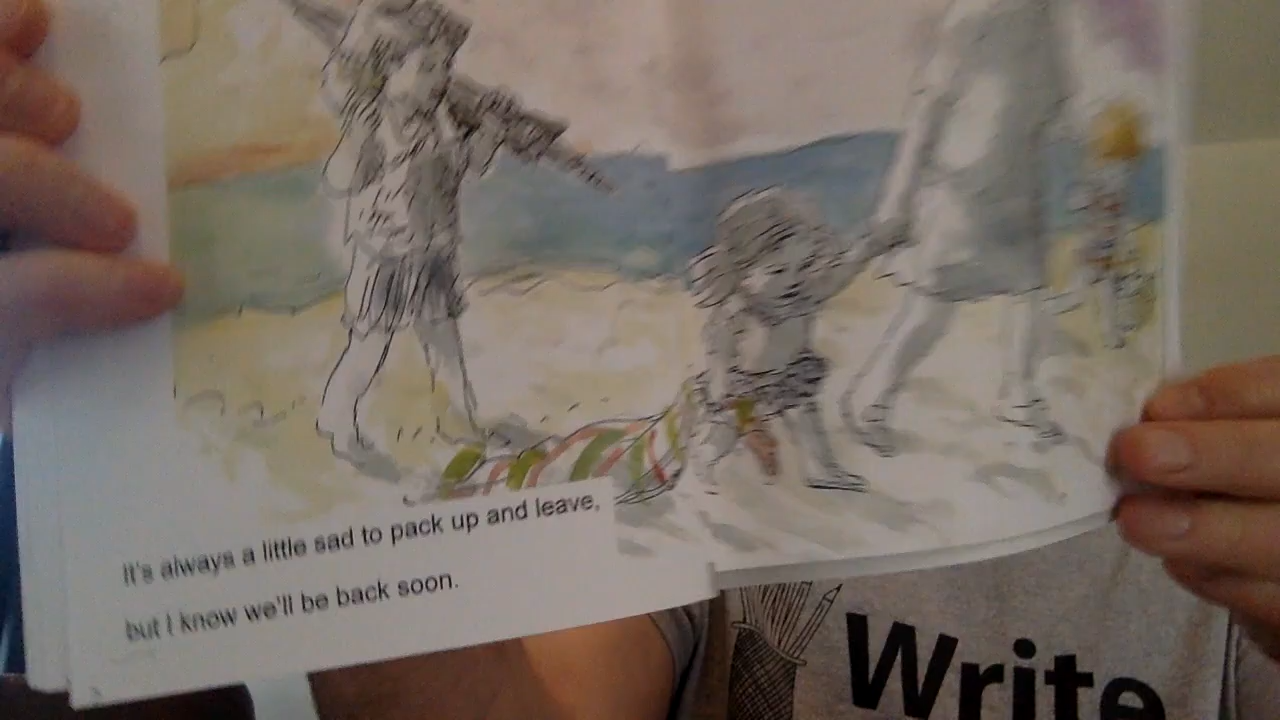 It's always a little sad to pack up and leave,
but I know we'll be back soon.
Write